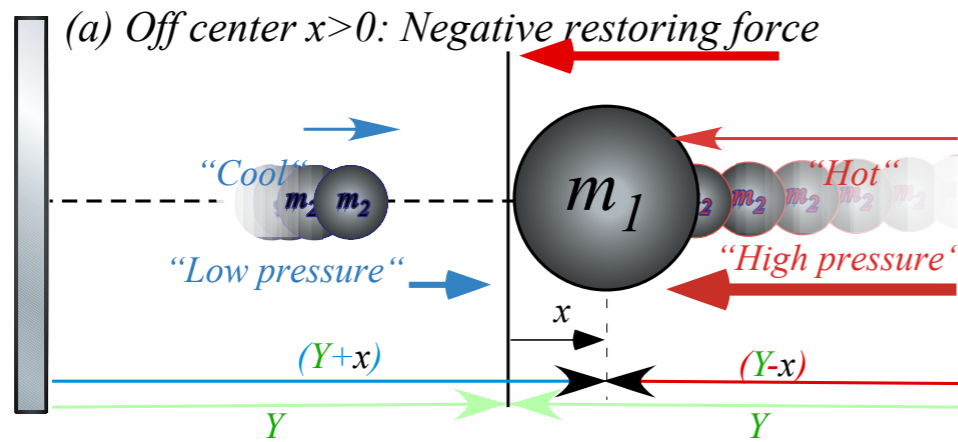 (a) Off center x>0: Negative restoring force
“Cool“
“Hot“
m2 m2
m1
m2 m2 m2
“Low pressure“
“High pressure“
x
(Y+x)
(Y-x)
Y
Y